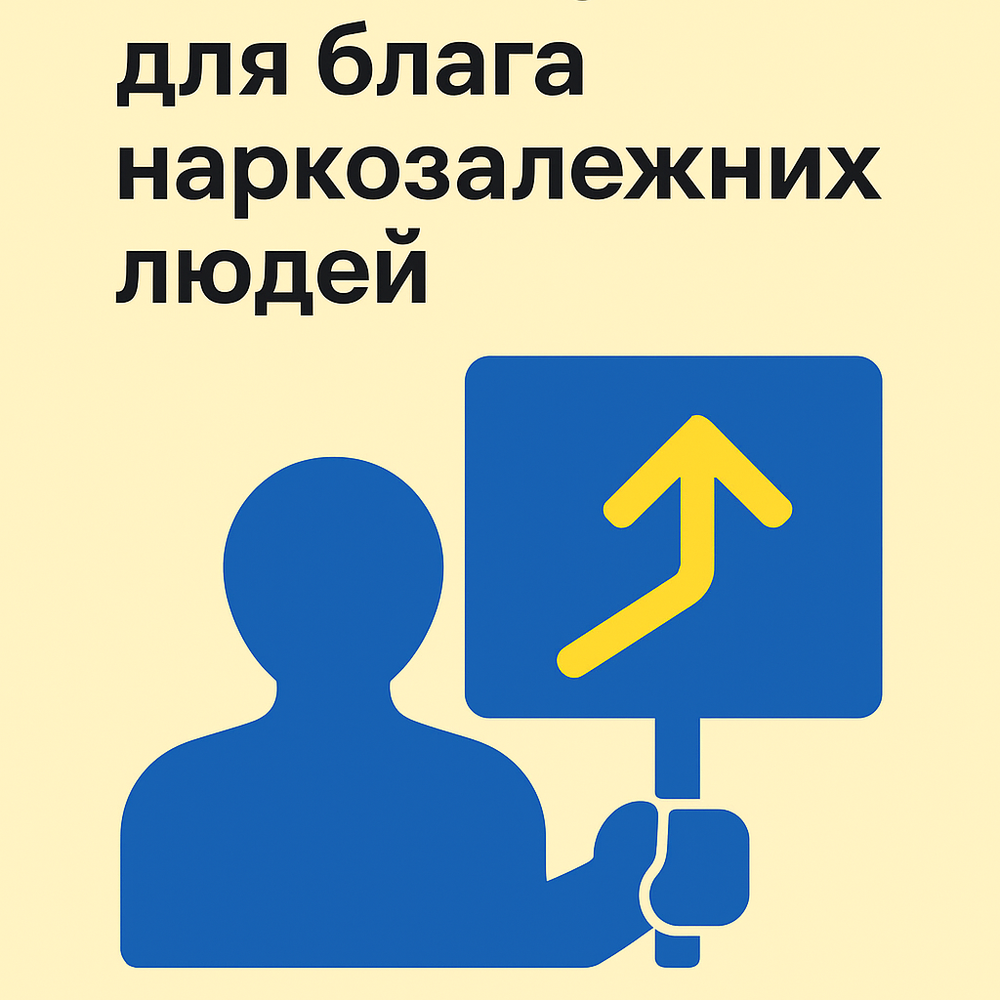 для блага
наркозалежних
людей